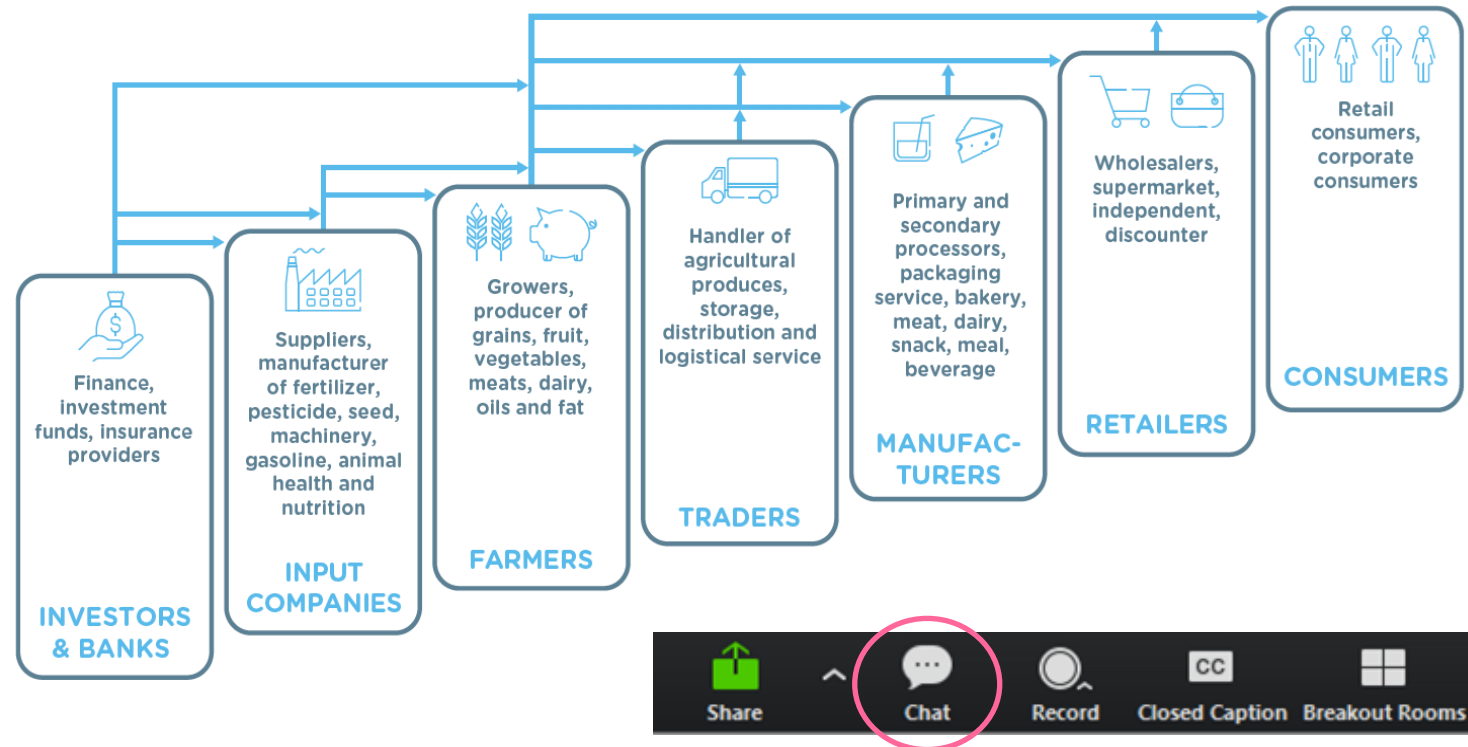 $
Finance,
investment
funds, insurance
providers
INVESTORS
& BANKS
Suppliers,
manufacturer
of fertilizer,
pesticide, seed,
machinery,
gasoline, animal
health and
nutrition
INPUT
COMPANIES
Growers,
producer of
grains, fruit,
vegetables,
meats, dairy,
oils and fat
FARMERS
Handler of
agricultural
produces,
storage,
distribution and
logistical service
TRADERS
Primary and
secondary
processors,
packaging
service, bakery,
meat, dairy,
snack, meal,
beverage
MANUFAC-
TURERS
Wholesalers,
supermarket,
independent,
discounter
RETAILERS
Retail
consumers,
corporate
consumers
CONSUMERS
Share
Chat
Record
CC
Closed Caption
Breakout Rooms